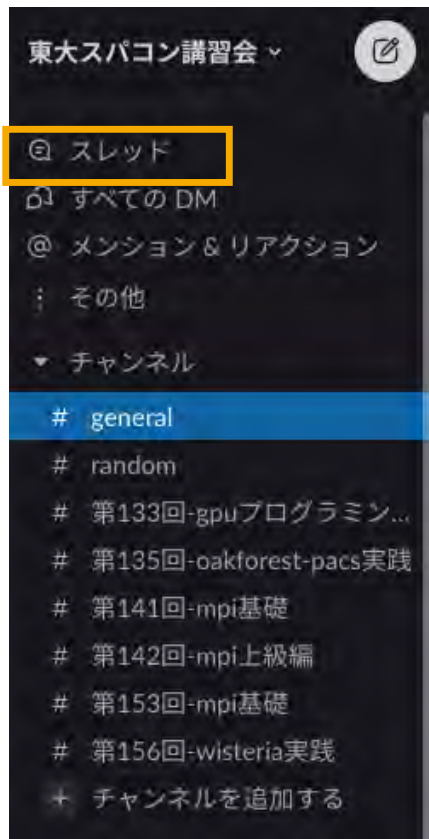 東大スパコン講習会
スレッド
すべての DM
@ メンション & リアクション
その他
チャンネル
# general
# random
# 第133回-gpuプログラミン...
# 第135回-oakforest-pacs実践
# 第141回-mpi基礎
# 第142回-mpi上級編
# 第153回-mpi基礎
# 第156回-wisteria実践
+ チャンネルを追加する